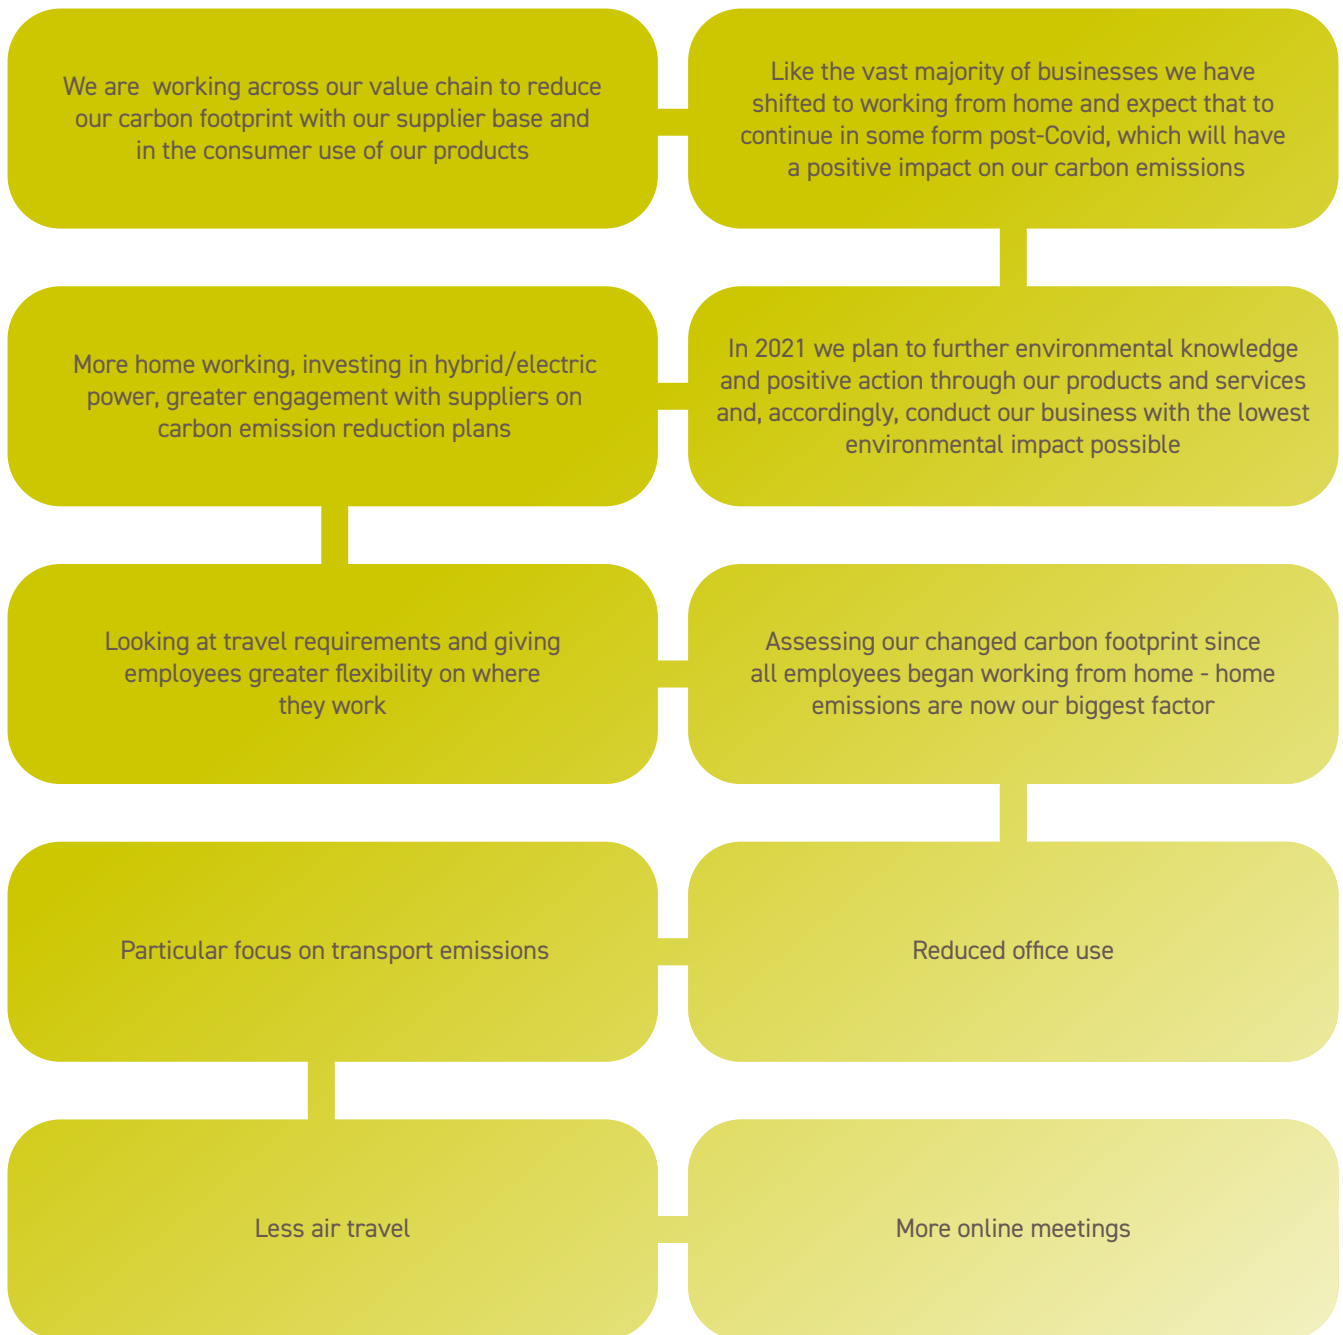 We are  working across our value chain to reduce
our carbon footprint with our supplier base and
in the consumer use of our products
Like the vast majority of businesses we have
shifted to working from home and expect that to
continue in some form post-Covid, which will have
a positive impact on our carbon emissions
In 2021 we plan to further environmental knowledge
and positive action through our products and services
and, accordingly, conduct our business with the lowest
environmental impact possible
More home working, investing in hybrid/electric
power, greater engagement with suppliers on
carbon emission reduction plans
Looking at travel requirements and giving
employees greater flexibility on where
they work
Assessing our changed carbon footprint since
all employees began working from home - home
emissions are now our biggest factor
Reduced office use
Particular focus on transport emissions
Less air travel
More online meetings